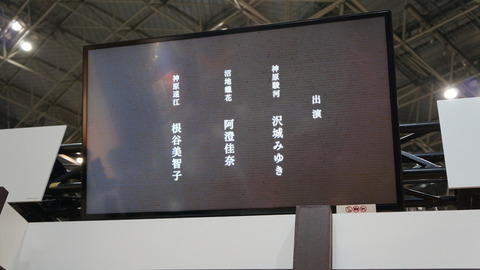 出演
神原駿河 沢城みゆき
沼地蠟花 阿澄佳奈
神原遠江 根谷美智子